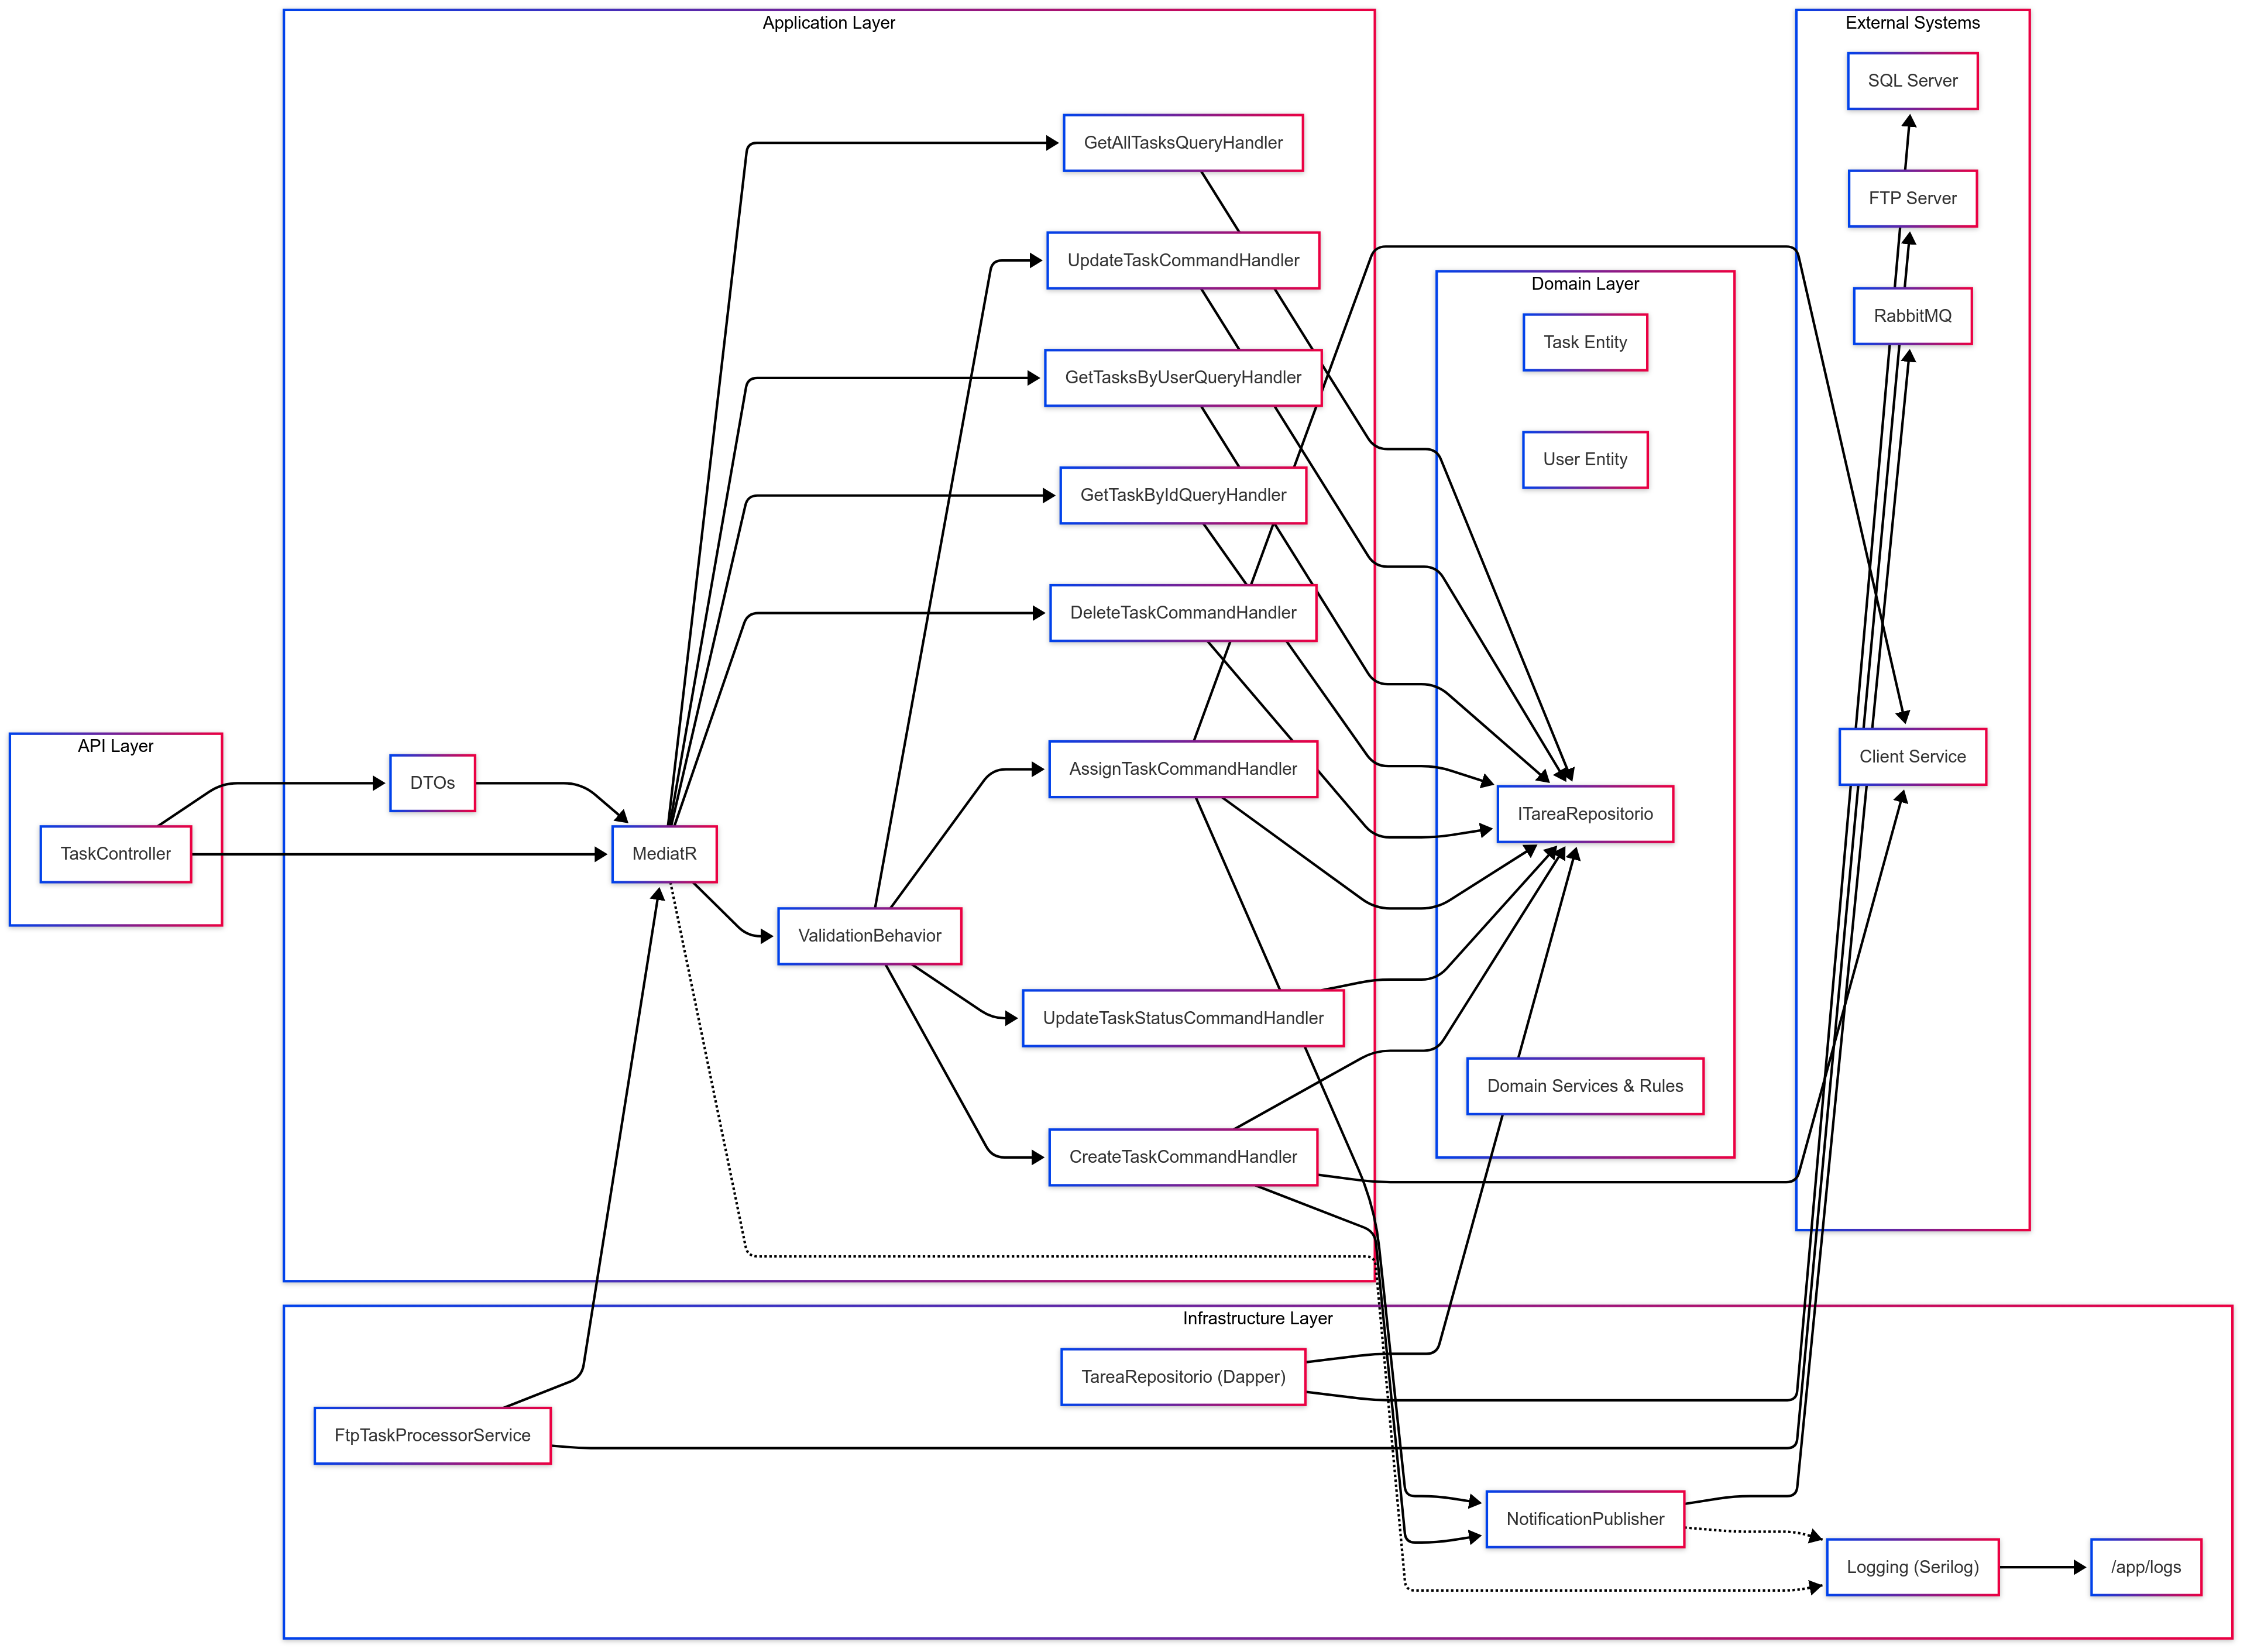 Application Layer
External Systems
SQL Server
GetAllTasksQueryHandler
FTP Server
UpdateTaskCommandHandler
Domain Layer
RabbitMQ
Task Entity
GetTasksByUserQueryHandler
User Entity
GetTaskByIdQueryHandler
DeleteTaskCommandHandler
API Layer
Client Service
AssignTaskCommandHandler
DTOs
ITareaRepositorio
TaskController
MediatR
ValidationBehavior
UpdateTaskStatusCommandHandler
Domain Services & Rules
CreateTaskCommandHandler
Infrastructure Layer
TareaRepositorio (Dapper)
FtpTaskProcessorService
NotificationPublisher
Logging (Serilog)
/app/logs